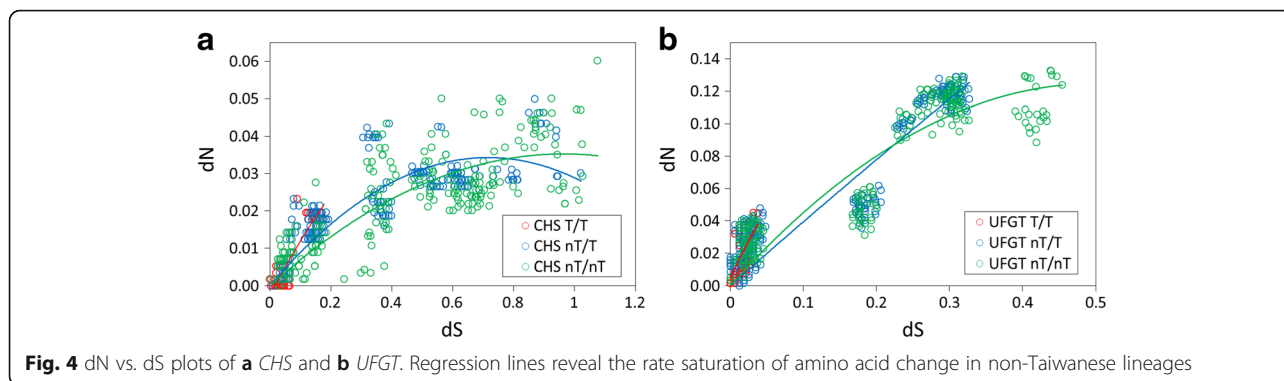 a
b
dN
0.06
0.05
0.04
0.03
0.02
0.01
0.00
0
0.2
0.4
0.6
0.8
1
1.2
dS
CHS T/T
CHS nT/T
CHS nT/nT
dN
0.14
0.12
0.10
0.08
0.06
0.04
0.02
0.00
0
0.1
0.2
0.3
0.4
0.5
dS
UFGT T/T
UFGT nT/T
UFGT nT/nT
Fig. 4 dN vs. dS plots of a CHS and b UFGT. Regression lines reveal the rate saturation of amino acid change in non-Taiwanese lineages